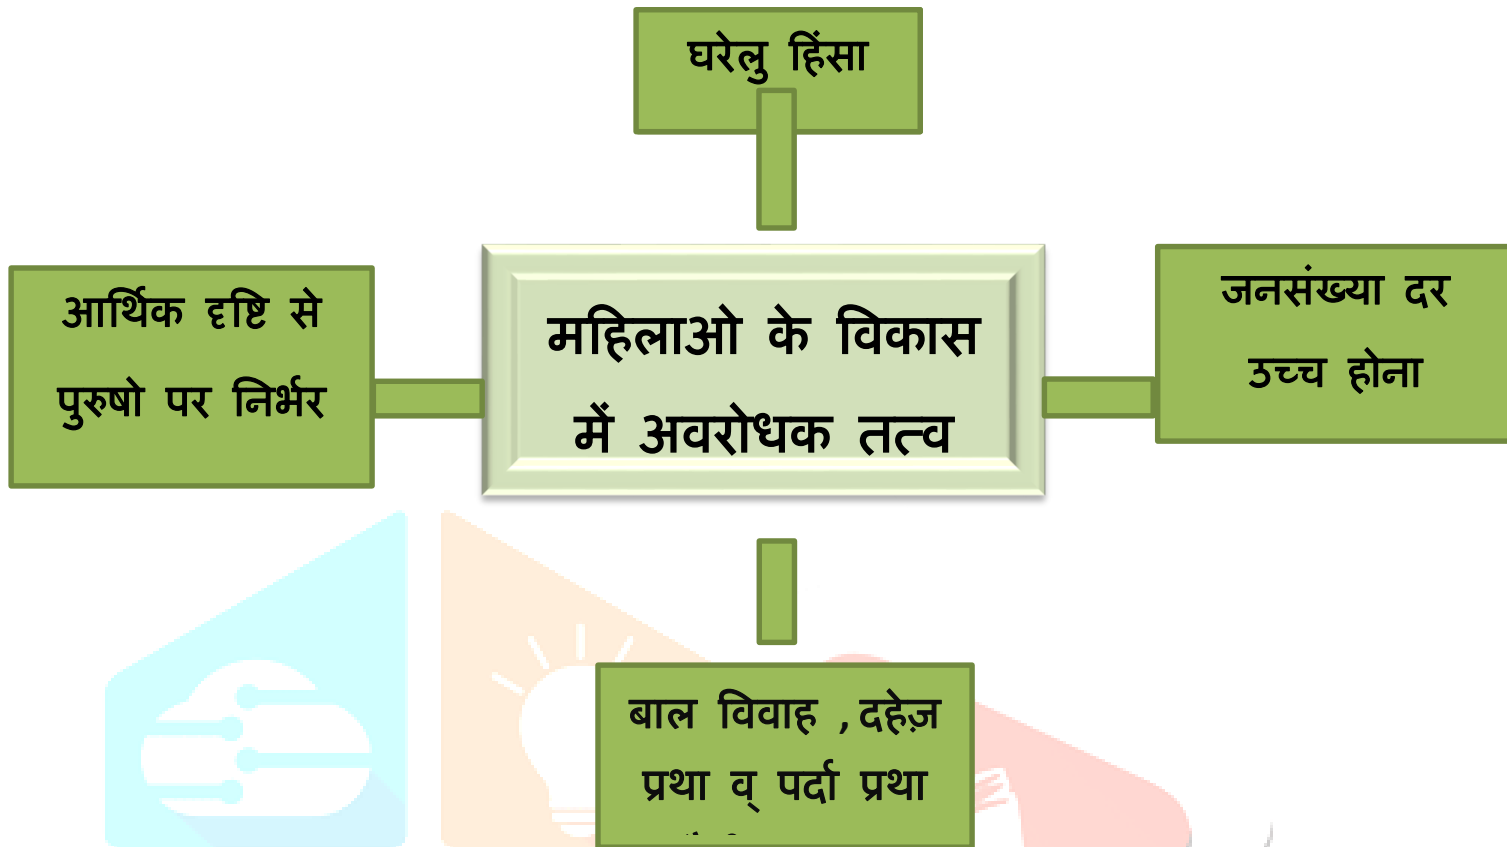 घरेलु हिंसा
जनसंख्या दर
उच्च होना
आर्थिक दृष्टि से
पुरुषो पर निर्भर
महिलाओ के विकास
में अवरोधक तत्व
बाल विवाह ,दहेज़
प्रथा व् पर्दा प्रथा